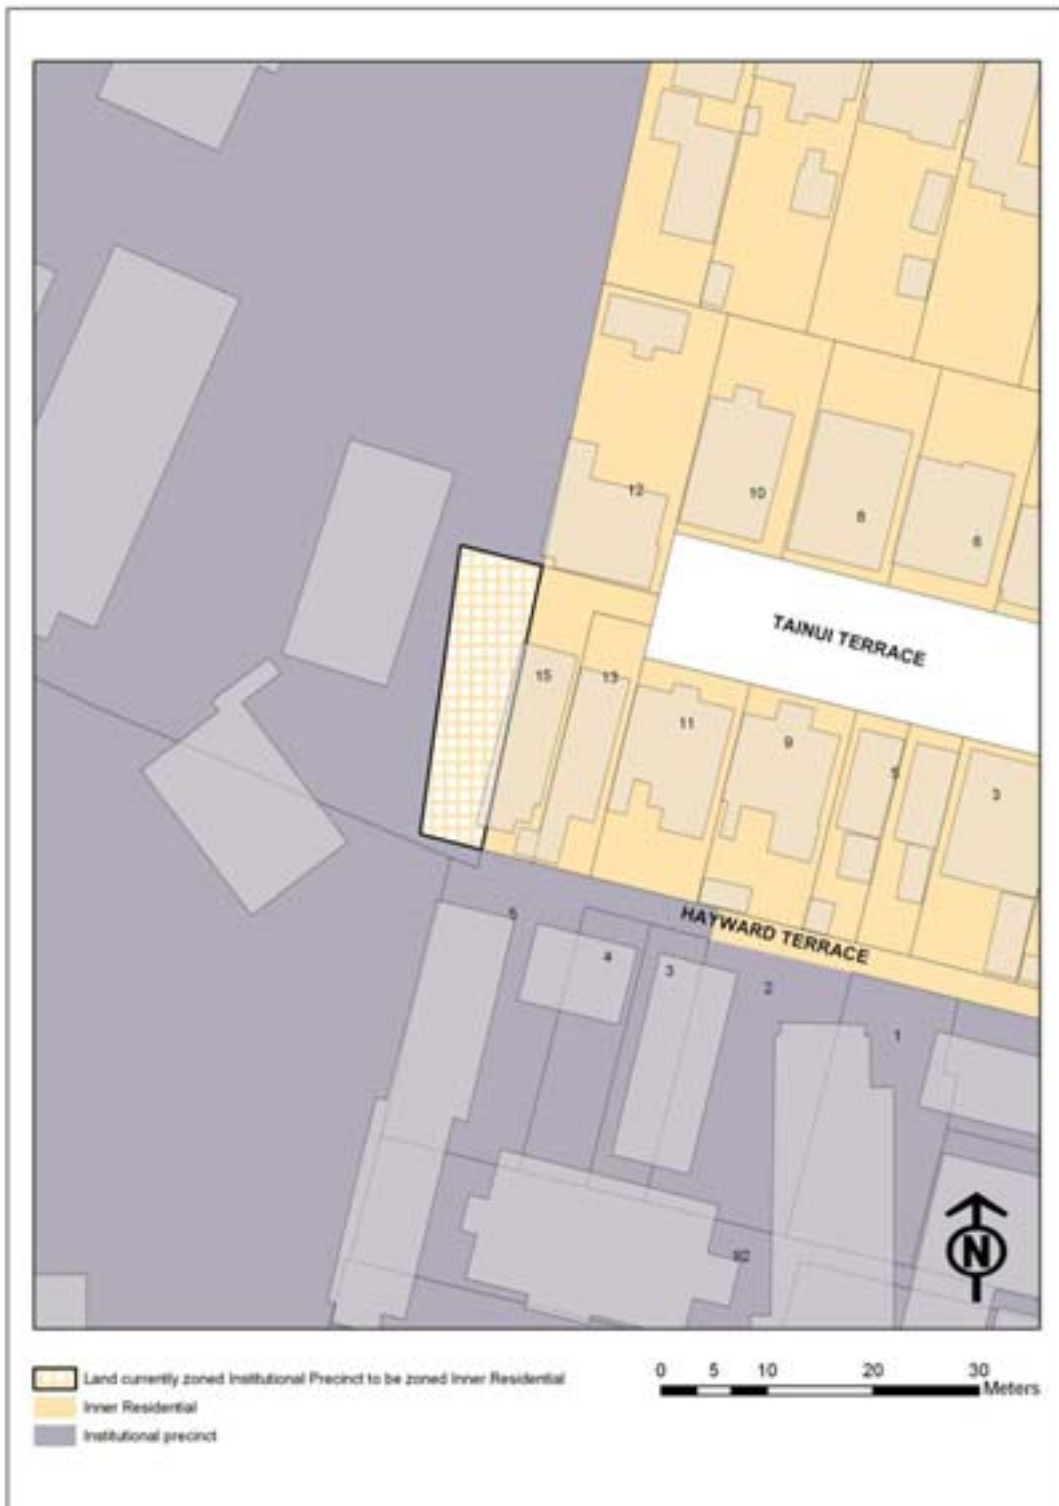 12
10
8
6
TAINUI TERRACE
15
13
11
9
5
3
HAYWARD TERRACE
5
4
3
2
1
92
N
Land currently zoned Institutional Precinct to be zoned Inner Residential
Inner Residential
Institutional precinct
0 5 10 20 30
Meters